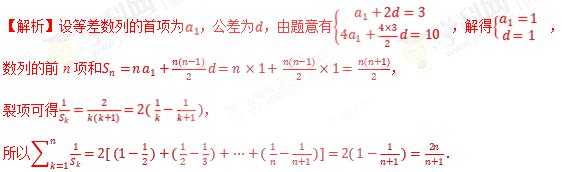 【解析】设等差数列的首项为a₁，公差为d，由题意有{a₁ + 2d = 3, 4a₁ + (4×3)/2 d = 10 ，解得{a₁ = 1, d = 1 ，
数列的前 n 项和Sₙ = n a₁ + n(n−1)/2 d = n × 1 + n(n−1)/2 × 1 = n(n+1)/2，
裂项可得 1/Sₖ = 2/(k(k+1)) = 2(1/k − 1/(k+1))，
所以∑ₖ₌₁ⁿ 1/Sₖ = 2[ (1 − 1/2) + (1/2 − 1/3) + ⋯ + (1/n − 1/(n+1))] = 2(1 − 1/(n+1)) = 2n/(n+1) .